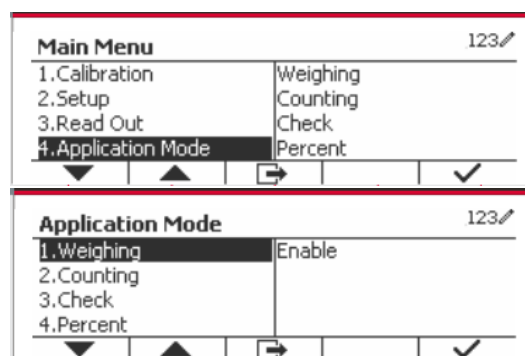 Main Menu 123
1.Calibration Weighing
2.Setup Counting
3.Read Out Check
4.Application Mode Percent
Application Mode 123
1.Weighing Enable
2.Counting
3.Check
4.Percent